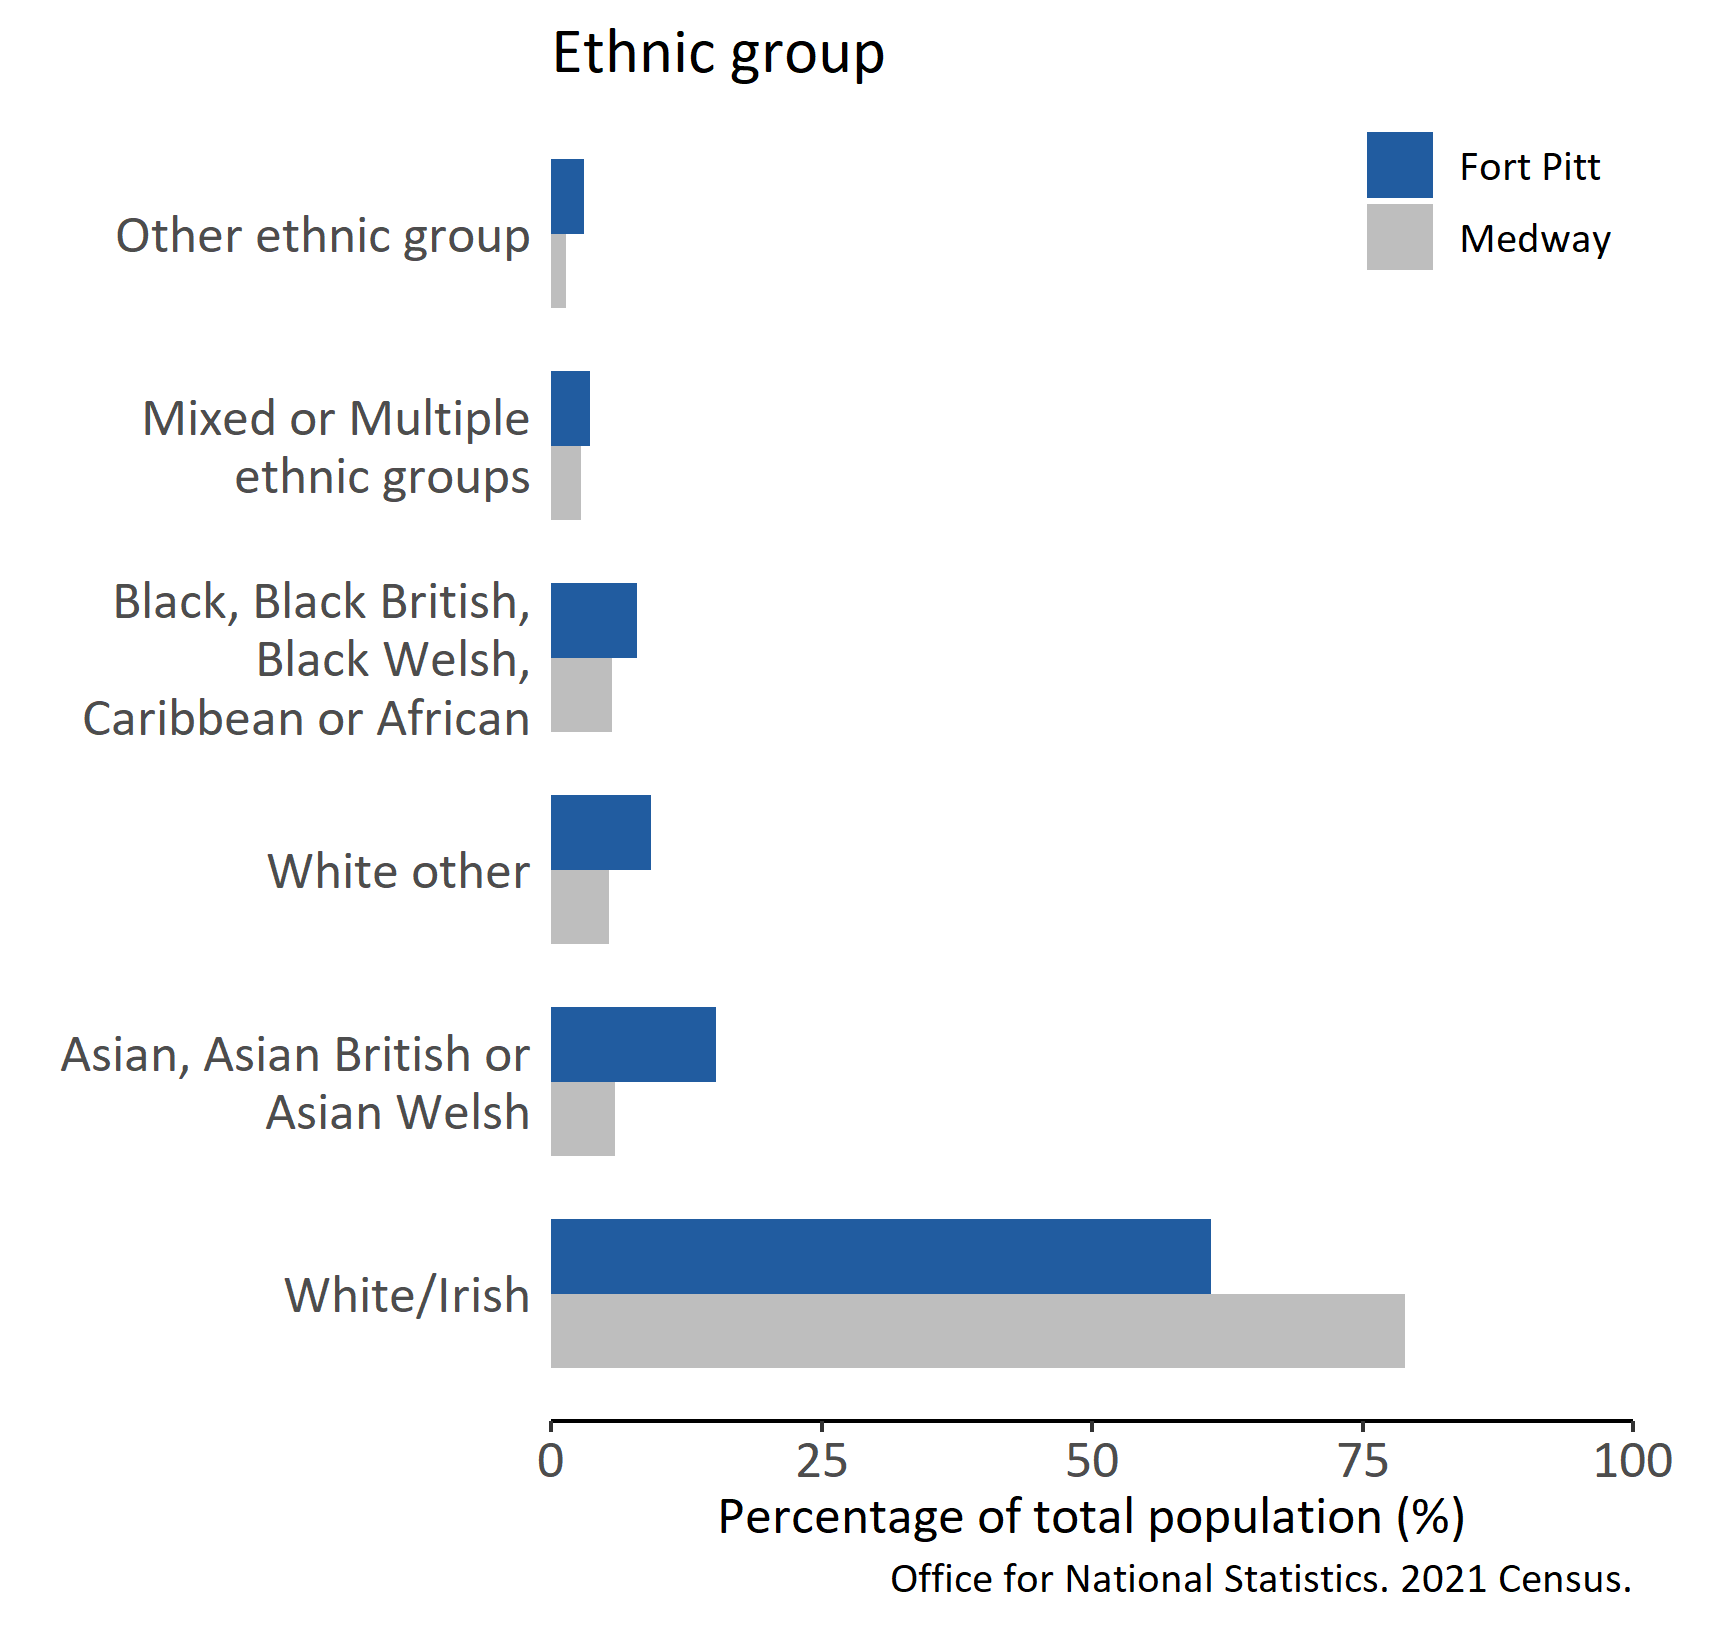 Ethnic group
Fort Pitt
Medway
Other ethnic group
Mixed or Multiple
ethnic groups
Black, Black British,
Black Welsh,
Caribbean or African
White other
Asian, Asian British or
Asian Welsh
White/Irish
0 25 50 75 100
Percentage of total population (%)
Office for National Statistics. 2021 Census.